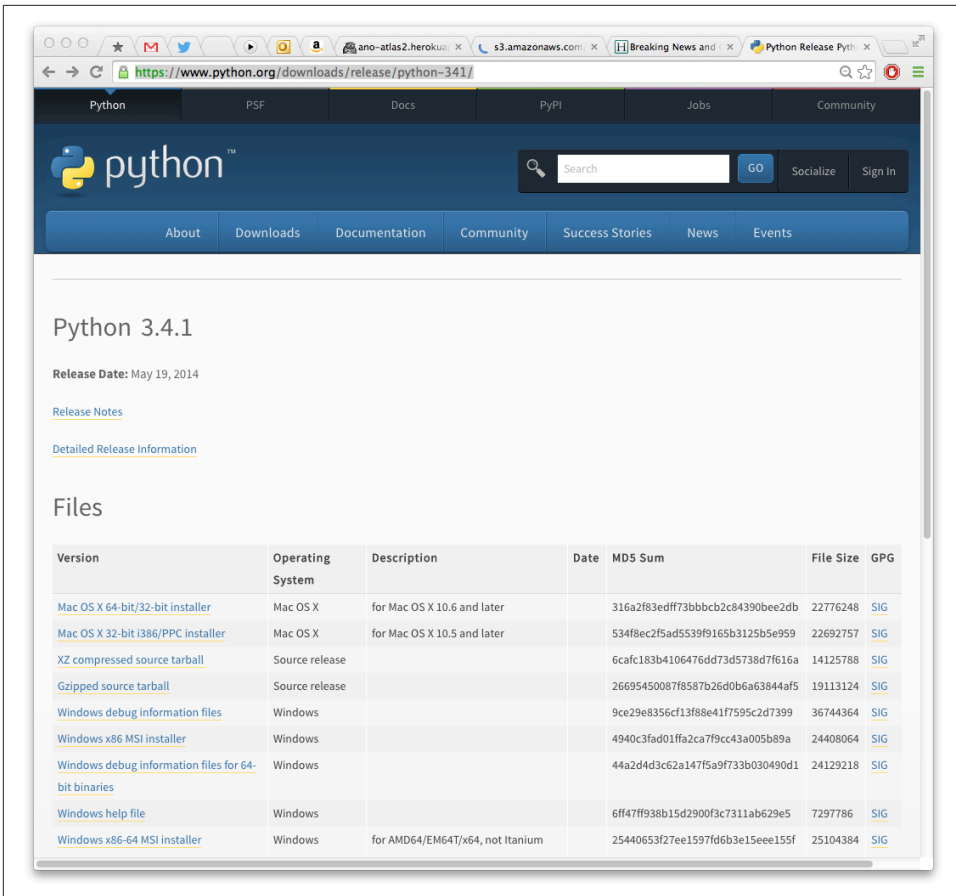 ano-atlas2.heroku
s3.amazonaws.com
Breaking News and
Python Release Pyth
https://www.python.org/downloads/release/python-341/
Python PSF Docs PyPI Jobs Community
python™
Search GO Socialize Sign In
About Downloads Documentation Community Success Stories News Events
Python 3.4.1
Release Date: May 19, 2014
Release Notes
Detailed Release Information
Files
Version Operating System Description Date MD5 Sum File Size GPG
Mac OS X 64-bit/32-bit installer Mac OS X for Mac OS X 10.6 and later 316a2f83edff73bbbcb2c84390bee2db 22776248 SIG
Mac OS X 32-bit i386/PPC installer Mac OS X for Mac OS X 10.5 and later 534f8ec2f5ad5539f9165b3125b5e959 22692757 SIG
XZ compressed source tarball Source release 6cafc183b4106476dd73d5738d7f616a 14125788 SIG
Gzipped source tarball Source release 26695450087f8587b26d0b6a63844af5 19113124 SIG
Windows debug information files Windows 9ce29e8356cf13f88e41f7595c2d7399 36744364 SIG
Windows x86 MSI installer Windows 4940c3fad01ffa2ca7f9cc43a005b89a 24408064 SIG
Windows debug information files for 64-
bit binaries Windows 44a2d4d3c62a147f5a9f733b030490d1 24129218 SIG
Windows help file Windows 6ff47ff938b15d2900f3c7311ab629e5 7297786 SIG
Windows x86-64 MSI installer Windows for AMD64/EM64T/x64, not Itanium 25440653f27ee1597fd6b3e15eee155f 25104384 SIG